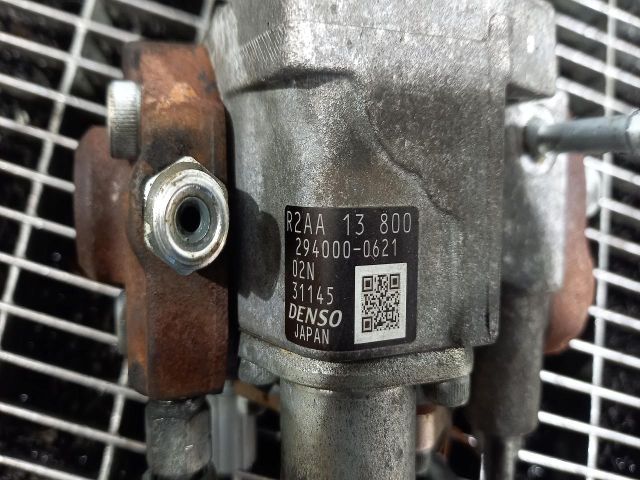 R2AA 13 800
294000-0621
02N
31145
DENSO
JAPAN